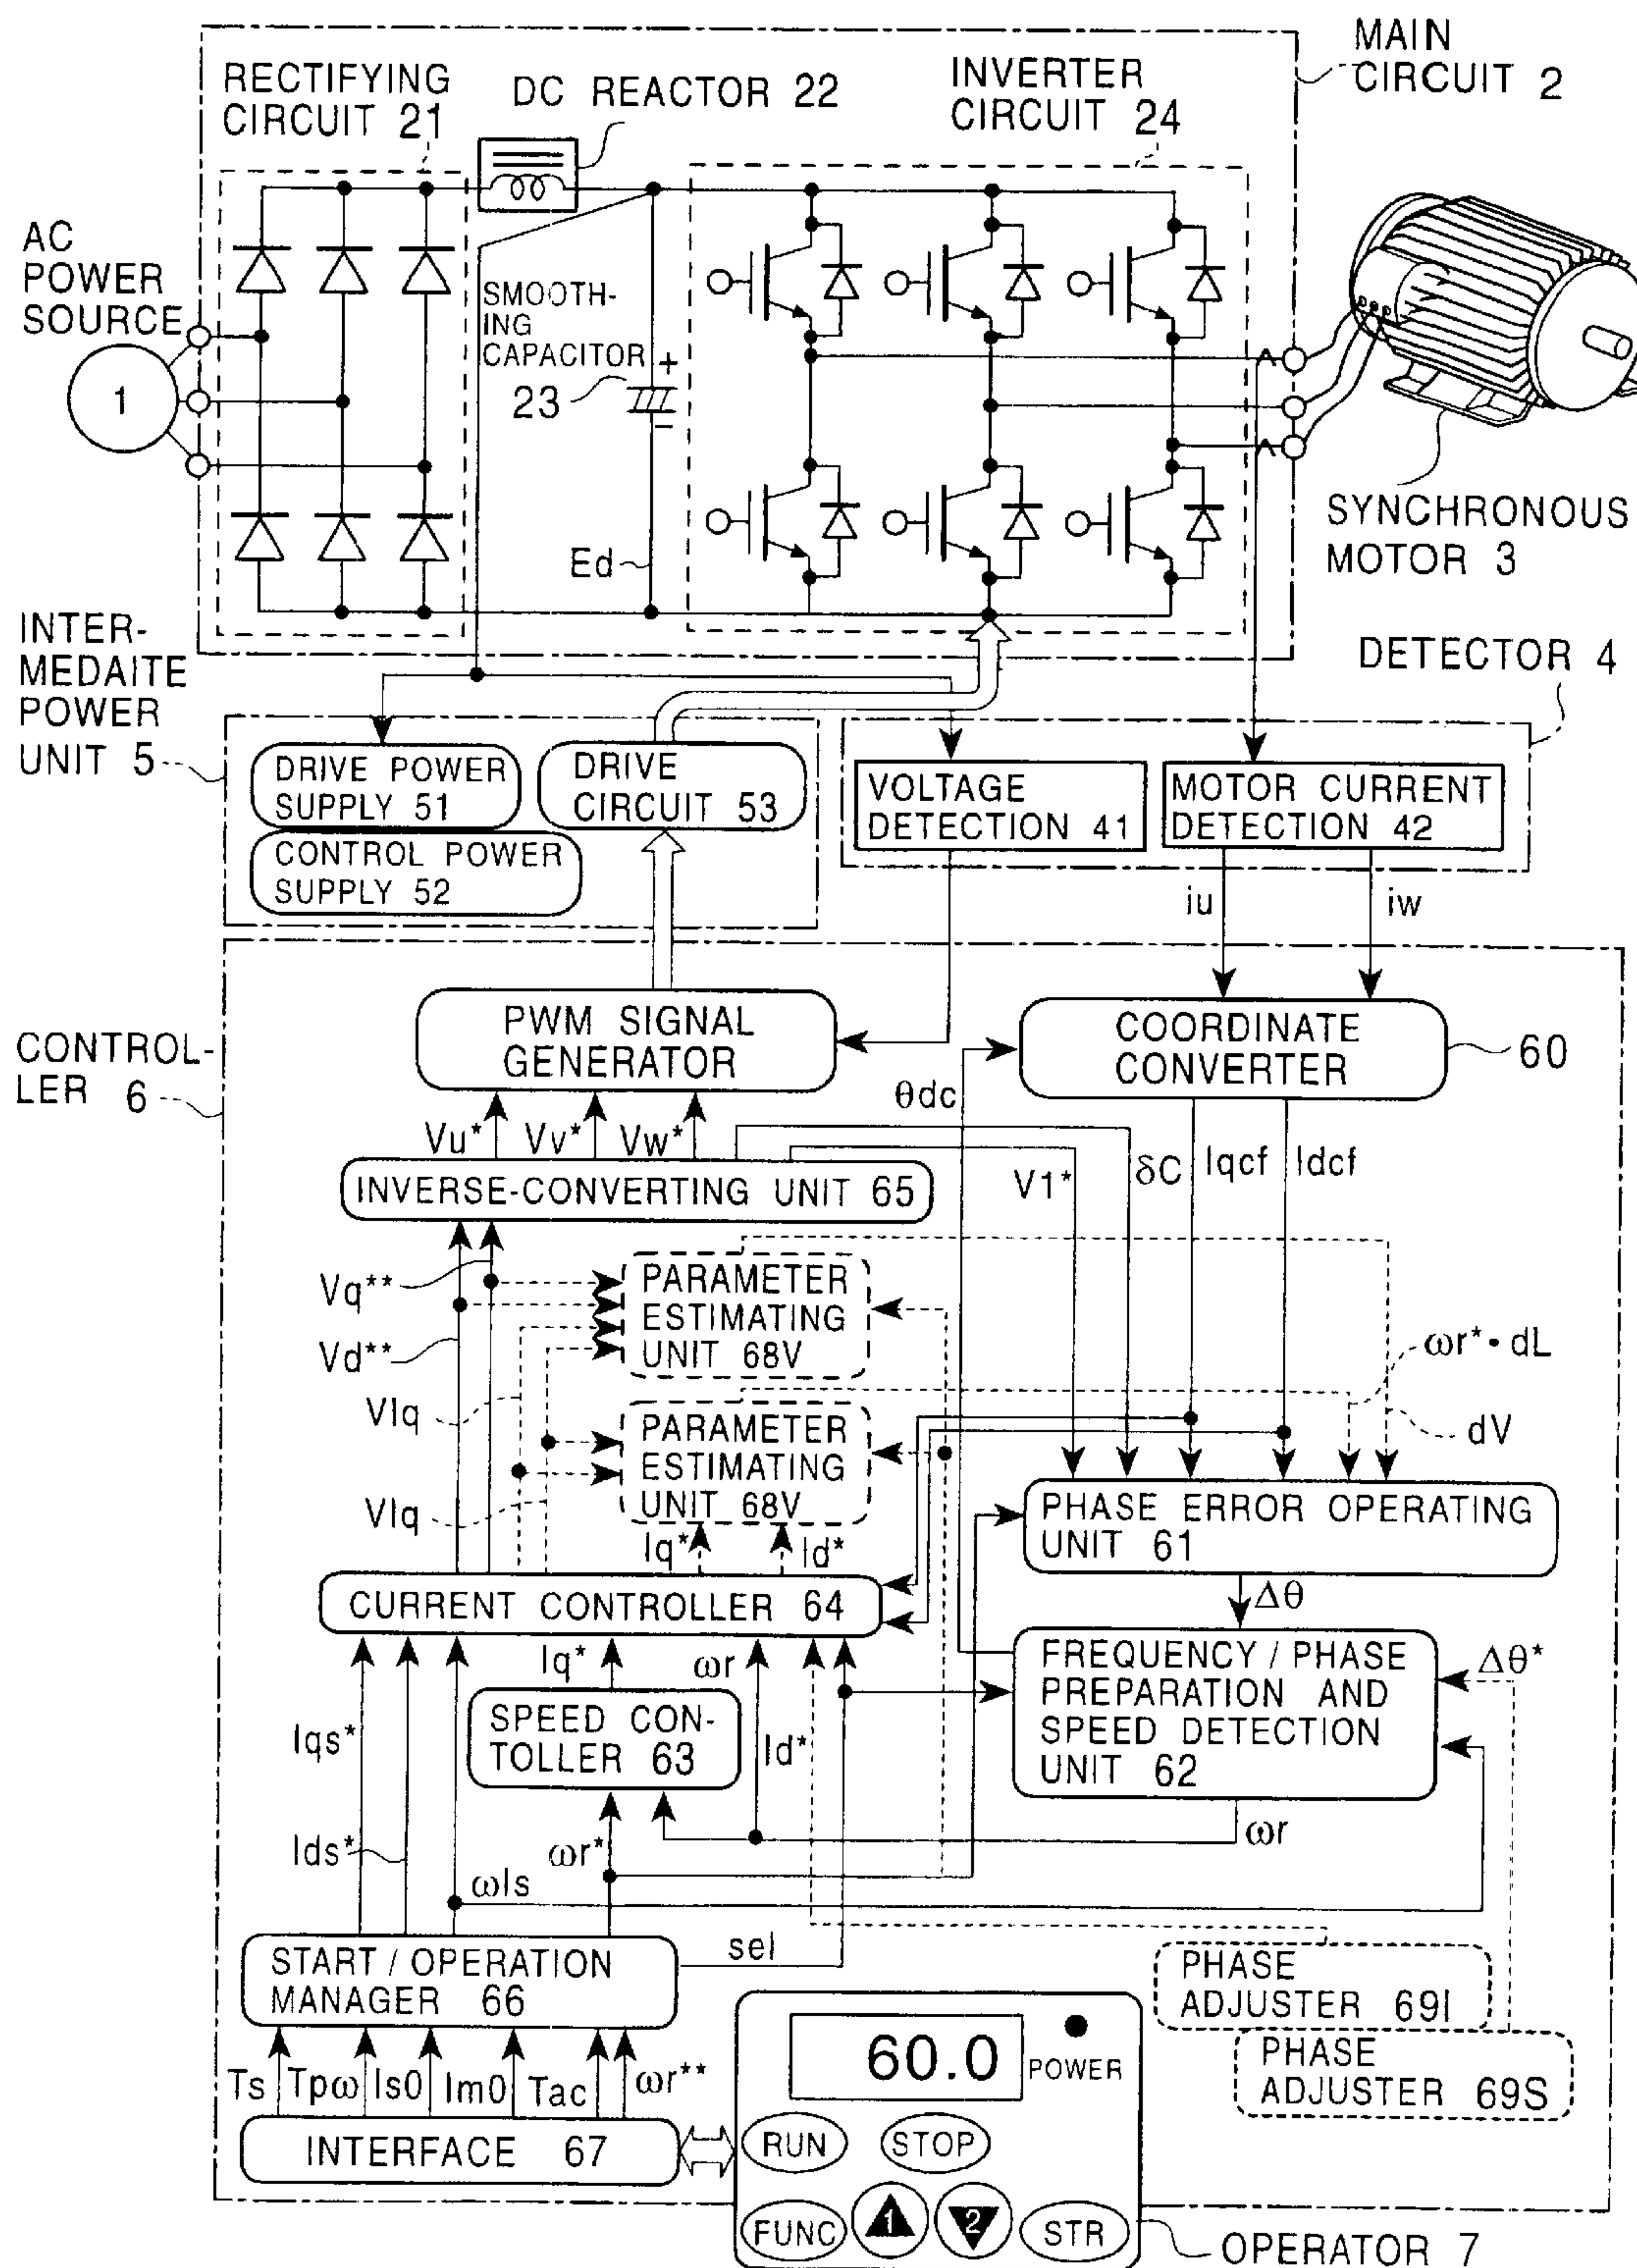 MAIN
CIRCUIT 2
RECTIFYING
CIRCUIT 21
DC REACTOR 22
INVERTER
CIRCUIT 24
AC
POWER
SOURCE
1
SMOOTH-
ING
CAPACITOR
23
+
−
Ed
SYNCHRONOUS
MOTOR 3
INTER-
MEDAITE
POWER
UNIT 5
DETECTOR 4
DRIVE POWER
SUPPLY 51
CONTROL POWER
SUPPLY 52
DRIVE
CIRCUIT 53
VOLTAGE
DETECTION 41
MOTOR CURRENT
DETECTION 42
iu
iw
CONTROL-
LER 6
PWM SIGNAL
GENERATOR
COORDINATE
CONVERTER
60
θdc
Vu*
Vv*
Vw*
V1*
δC
Iqcf
Idcf
INVERSE-CONVERTING UNIT 65
Vq**
Vd**
VIq
VIq
PARAMETER
ESTIMATING
UNIT 68V
PARAMETER
ESTIMATING
UNIT 68V
ωr*•dL
dV
Iq*
Id*
PHASE ERROR OPERATING
UNIT 61
Δθ
CURRENT CONTROLLER 64
Iq*
ωr
Id*
FREQUENCY / PHASE
PREPARATION AND
SPEED DETECTION
UNIT 62
Δθ*
SPEED CON-
TOLLER 63
Iqs*
Ids*
ωIs
ωr*
ωr
sel
START / OPERATION
MANAGER 66
PHASE
ADJUSTER 69I
PHASE
ADJUSTER 69S
Ts
Tpω
Is0
Im0
Tac
ωr**
INTERFACE 67
60.0
POWER
RUN
STOP
FUNC
1
2
STR
OPERATOR 7